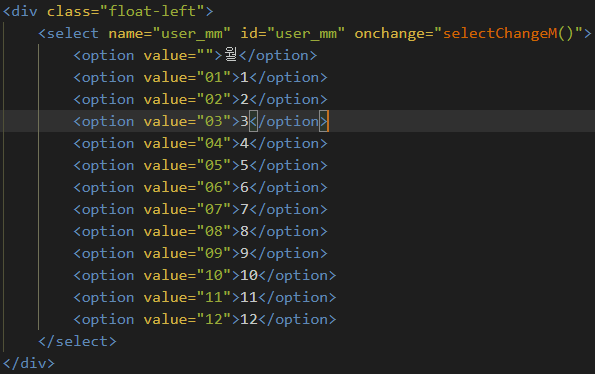 <div class="float-left">
<select name="user_mm" id="user_mm" onchange="selectChangeM()">
<option value="">월</option>
<option value="01">1</option>
<option value="02">2</option>
<option value="03">3</option>
<option value="04">4</option>
<option value="05">5</option>
<option value="06">6</option>
<option value="07">7</option>
<option value="08">8</option>
<option value="09">9</option>
<option value="10">10</option>
<option value="11">11</option>
<option value="12">12</option>
</select>
</div>